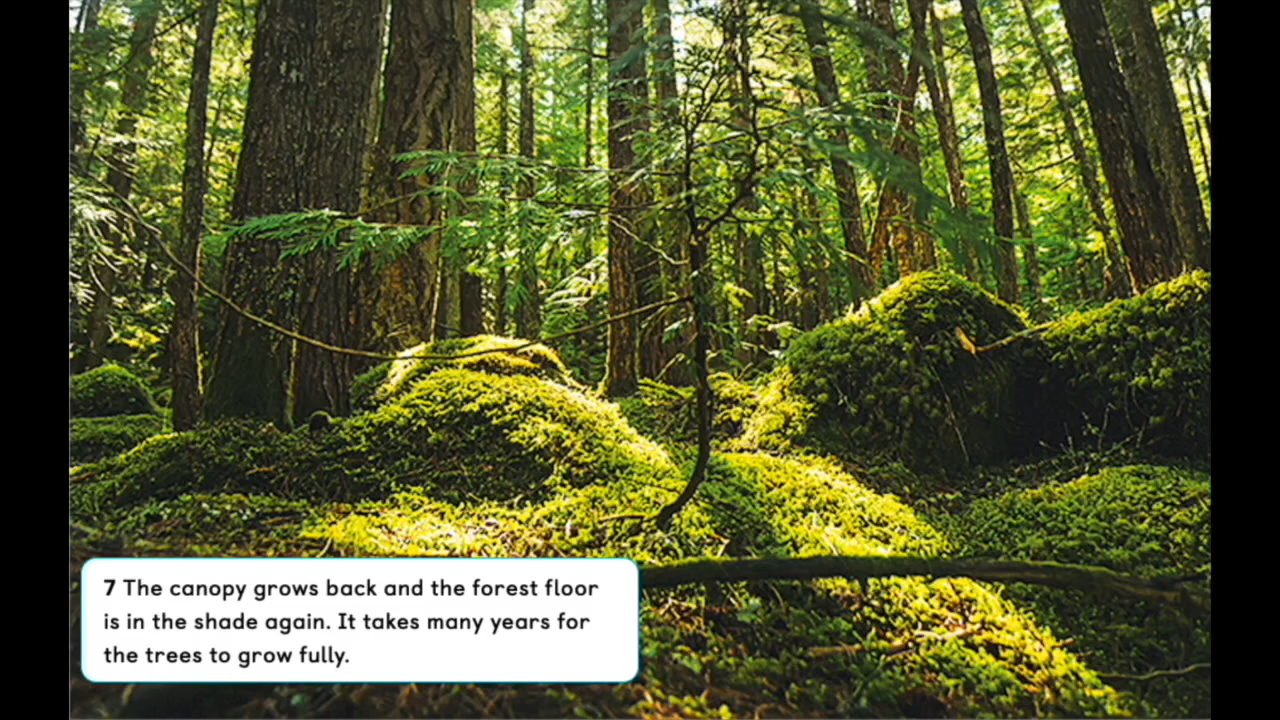 7 The canopy grows back and the forest floor
is in the shade again. It takes many years for
the trees to grow fully.